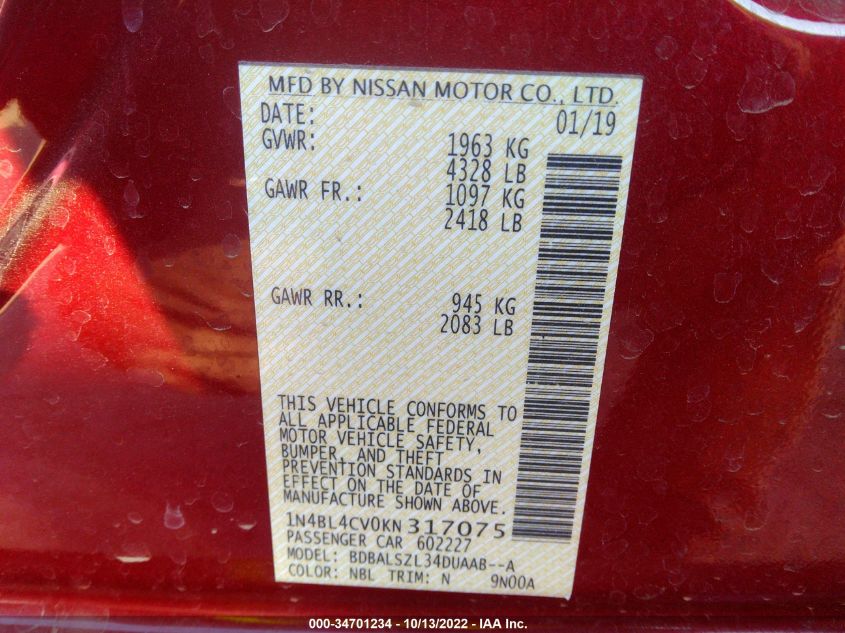 MFD BY NISSAN MOTOR CO., LTD.
DATE: 01/19
GVWR: 1963 KG
4328 LB
GAWR FR.: 1097 KG
2418 LB
GAWR RR.: 945 KG
2083 LB
THIS VEHICLE CONFORMS TO
ALL APPLICABLE FEDERAL
MOTOR VEHICLE SAFETY,
BUMPER, AND THEFT
PREVENTION STANDARDS IN
EFFECT ON THE DATE OF
MANUFACTURE SHOWN ABOVE.
1N4BL4CV0KN317075
PASSENGER CAR 602227
MODEL: BDBALSZL34DUAAB--A
COLOR: NBL TRIM: N 9N00A
000-34701234 - 10/13/2022 - IAA Inc.